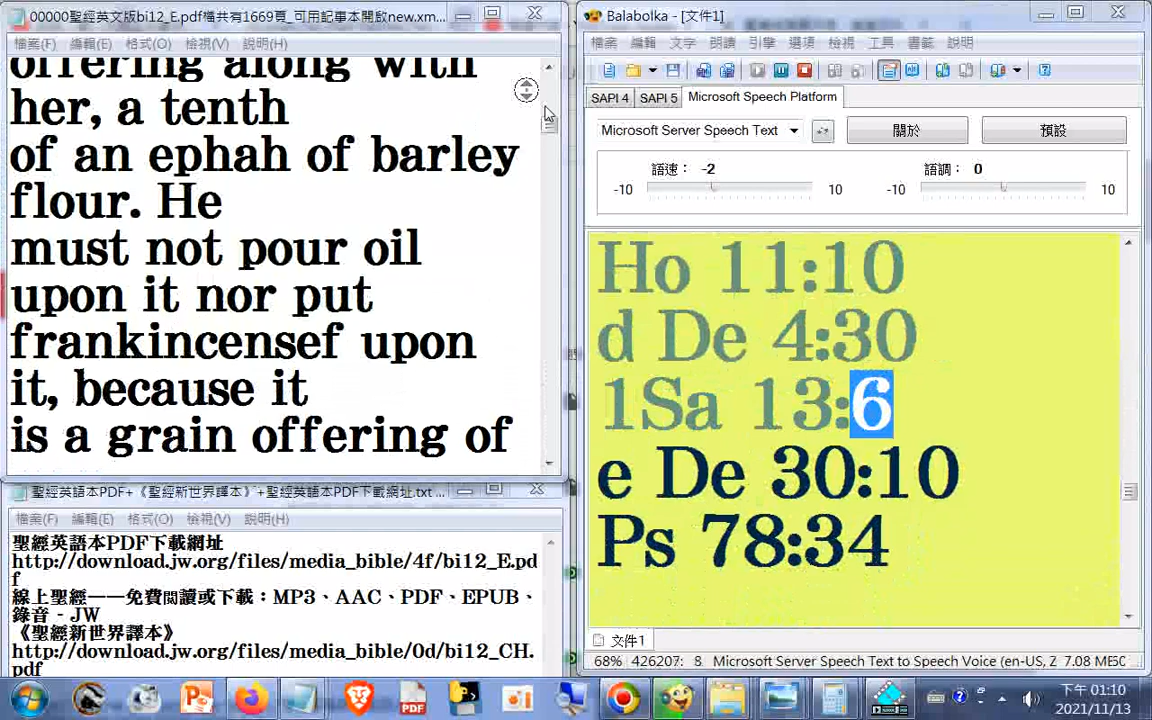 00000聖經英文版bi12_E.pdf檔共有1669頁_可用記事本開啟new.xm...
檔案(F) 編輯(E) 格式(O) 檢視(V) 說明(H)
offering along with
her, a tenth
of an ephah of barley
flour. He
must not pour oil
upon it nor put
frankincensef upon
it, because it
is a grain offering of
聖經英語本PDF+《聖經新世界譯本》+聖經英語本PDF下載網址.txt ...
檔案(F) 編輯(E) 格式(O) 檢視(V) 說明(H)
聖經英語本PDF下載網址
http://download.jw.org/files/media_bible/4f/bi12_E.pd
f
線上聖經——免費閱讀或下載：MP3、AAC、PDF、EPUB、
錄音 - JW
《聖經新世界譯本》
http://download.jw.org/files/media_bible/0d/bi12_CH.
pdf
Balabolka - [文件1]
檔案 編輯 文字 朗讀 引擎 選項 檢視 工具 書籤 說明
SAPI 4 SAPI 5 Microsoft Speech Platform
Microsoft Server Speech Text 關於 預設
語速： -2 語調： 0
-10 10 -10 10
Ho 11:10
d De 4:30
1Sa 13:6
e De 30:10
Ps 78:34
文件1
68% 426207: 8 Microsoft Server Speech Text to Speech Voice (en-US, Z 7.08 ME50
下午 01:10
2021/11/13